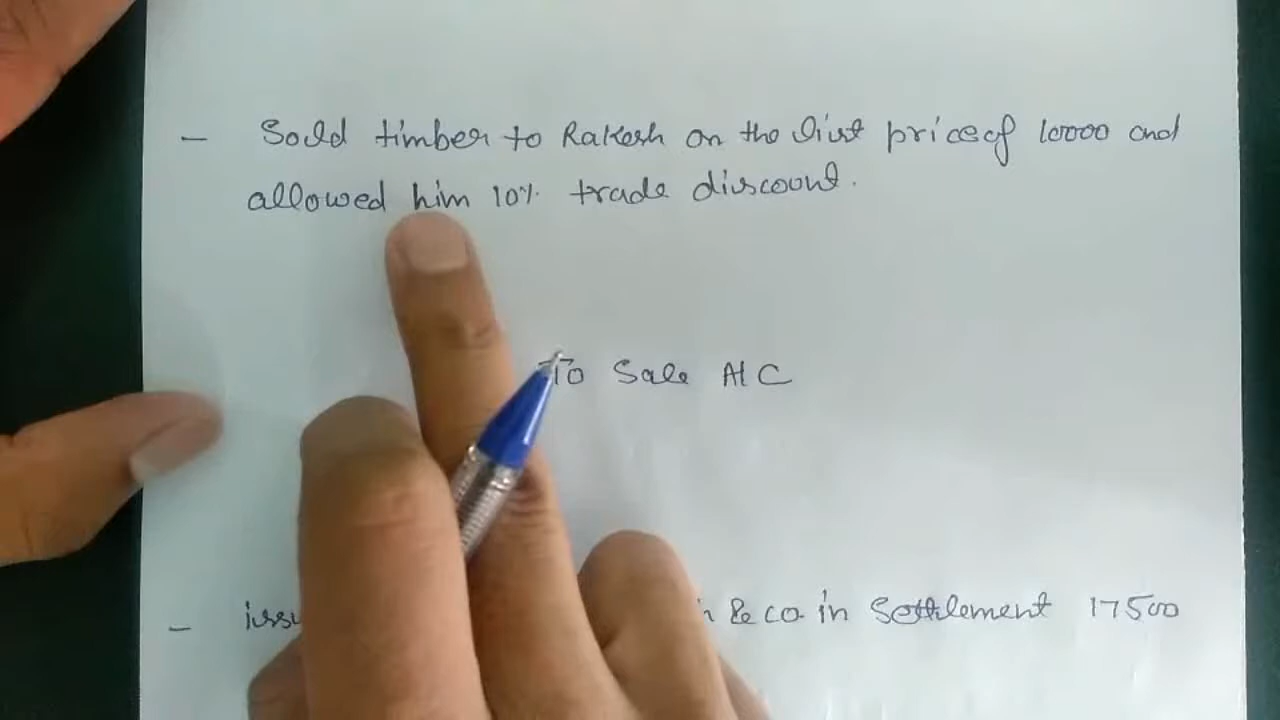 - Sold timber to Rakesh on the list price of 10000 and
allowed him 10% trade discount.
To Sale A/C
- & co. in Settlement 17500